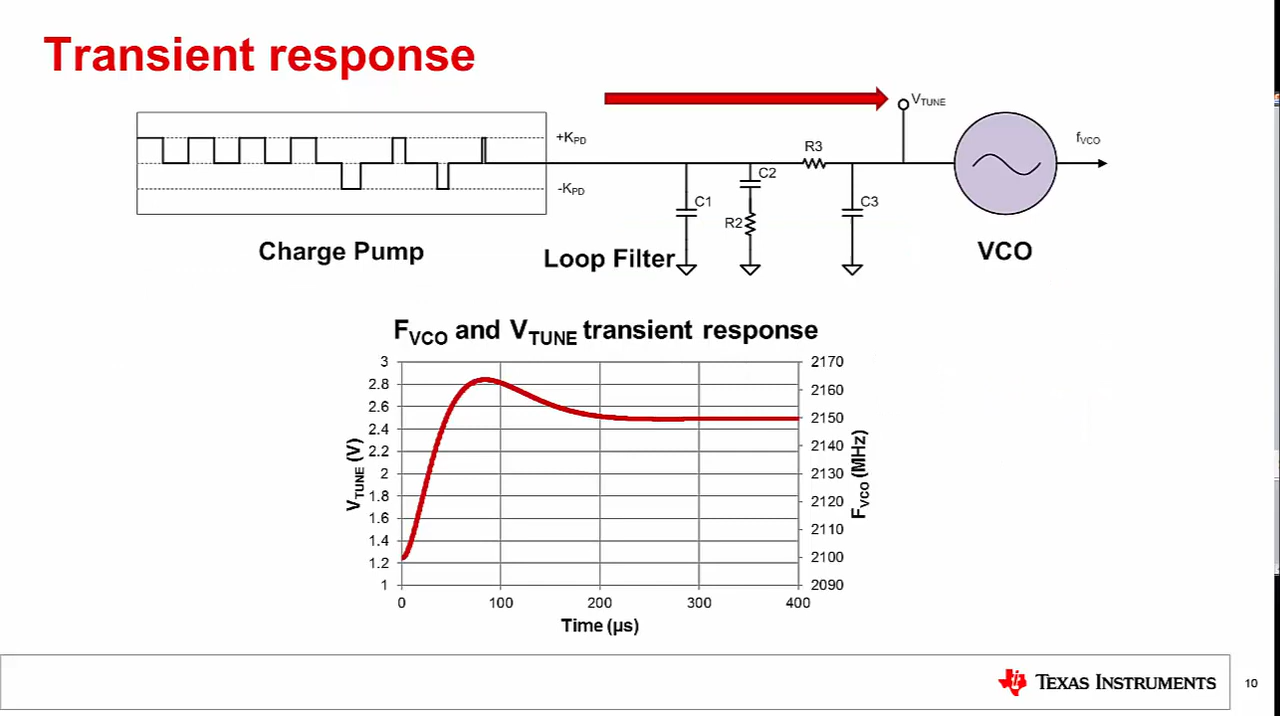 Transient response
V_TUNE
+K_PD
-K_PD
R3
f_VCO
C2
C1
R2
C3
Charge Pump
Loop Filter
VCO
F_VCO and V_TUNE transient response
V_TUNE (V)
3
2.8
2.6
2.4
2.2
2
1.8
1.6
1.4
1.2
1
2170
2160
2150
2140
2130
2120
2110
2100
2090
F_VCO (MHz)
0 100 200 300 400
Time (µs)
TEXAS INSTRUMENTS
10